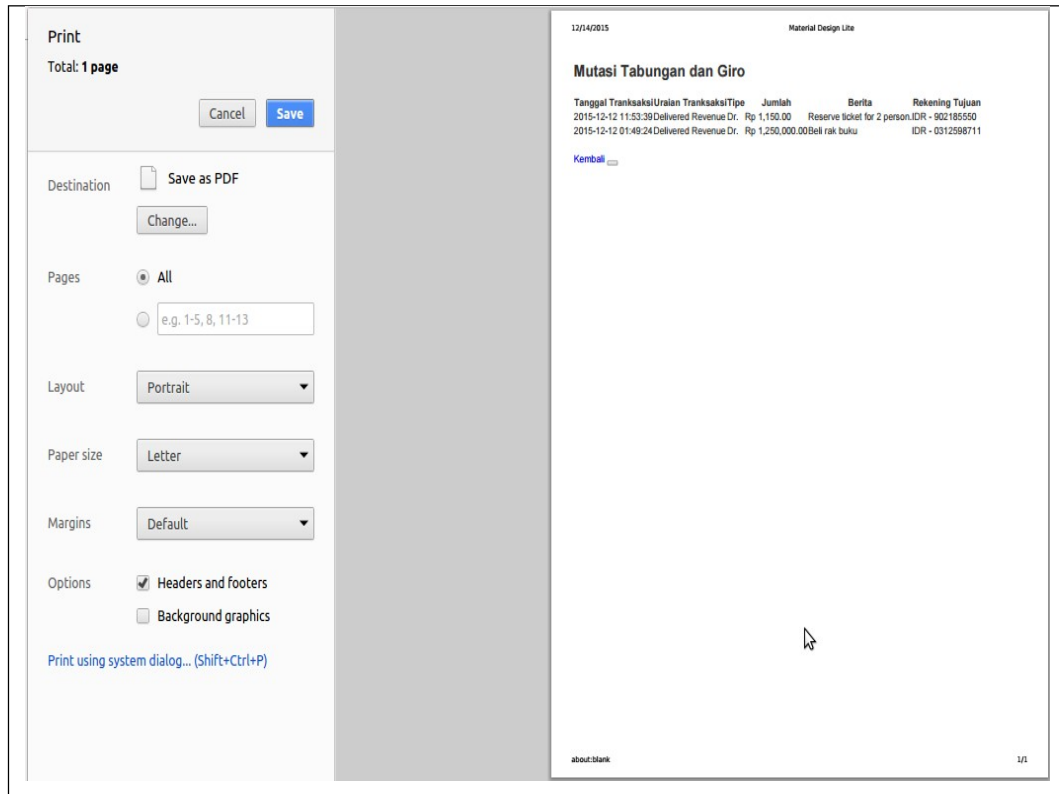 Print
Total: 1 page
Cancel Save
Destination Save as PDF
Change...
Pages All
e.g. 1-5, 8, 11-13
Layout Portrait
Paper size Letter
Margins Default
Options Headers and footers
Background graphics
Print using system dialog... (Shift+Ctrl+P)
12/14/2015 Material Design Lite
Mutasi Tabungan dan Giro
Tanggal Tranksaksi Uraian Tranksaksi Tipe Jumlah Berita Rekening Tujuan
2015-12-12 11:53:39 Delivered Revenue Dr. Rp 1,150.00 Reserve ticket for 2 person. IDR - 902185550
2015-12-12 01:49:24 Delivered Revenue Dr. Rp 1,250,000.00 Beli rak buku IDR - 0312598711
Kembali
about:blank 1/1